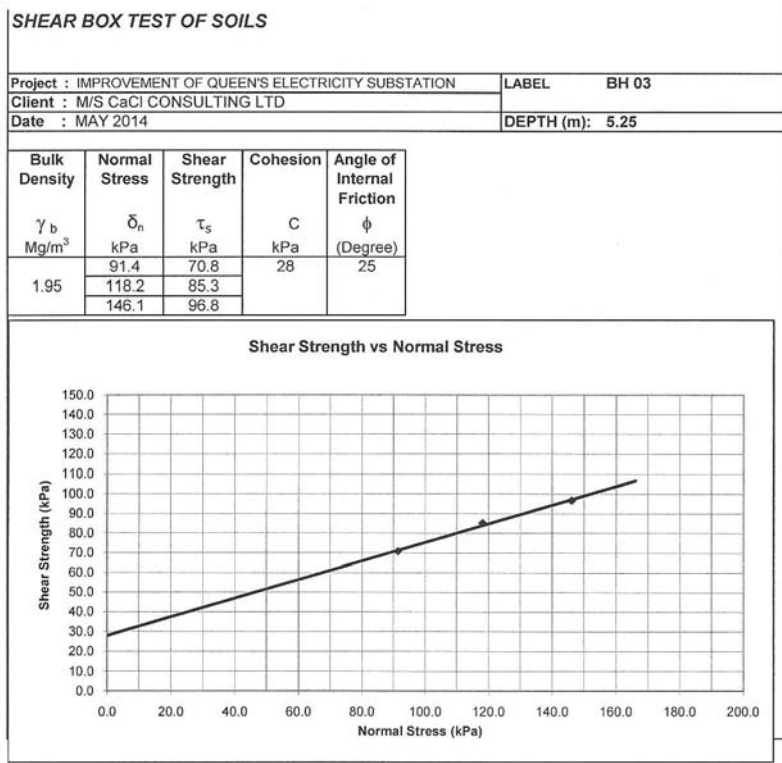 SHEAR BOX TEST OF SOILS
Project : IMPROVEMENT OF QUEEN'S ELECTRICITY SUBSTATION LABEL BH 03
Client : M/S CaCl CONSULTING LTD
Date : MAY 2014 DEPTH (m): 5.25
Bulk Normal Shear Cohesion Angle of
Density Stress Strength Internal
Friction
γ b δn τs C ϕ
Mg/m³ kPa kPa kPa (Degree)
91.4 70.8 28 25
1.95 118.2 85.3
146.1 96.8
Shear Strength vs Normal Stress
150.0
140.0
130.0
120.0
110.0
100.0
90.0
80.0
70.0
60.0
50.0
40.0
30.0
20.0
10.0
0.0
Shear Strength (kPa)
0.0 20.0 40.0 60.0 80.0 100.0 120.0 140.0 160.0 180.0 200.0
Normal Stress (kPa)